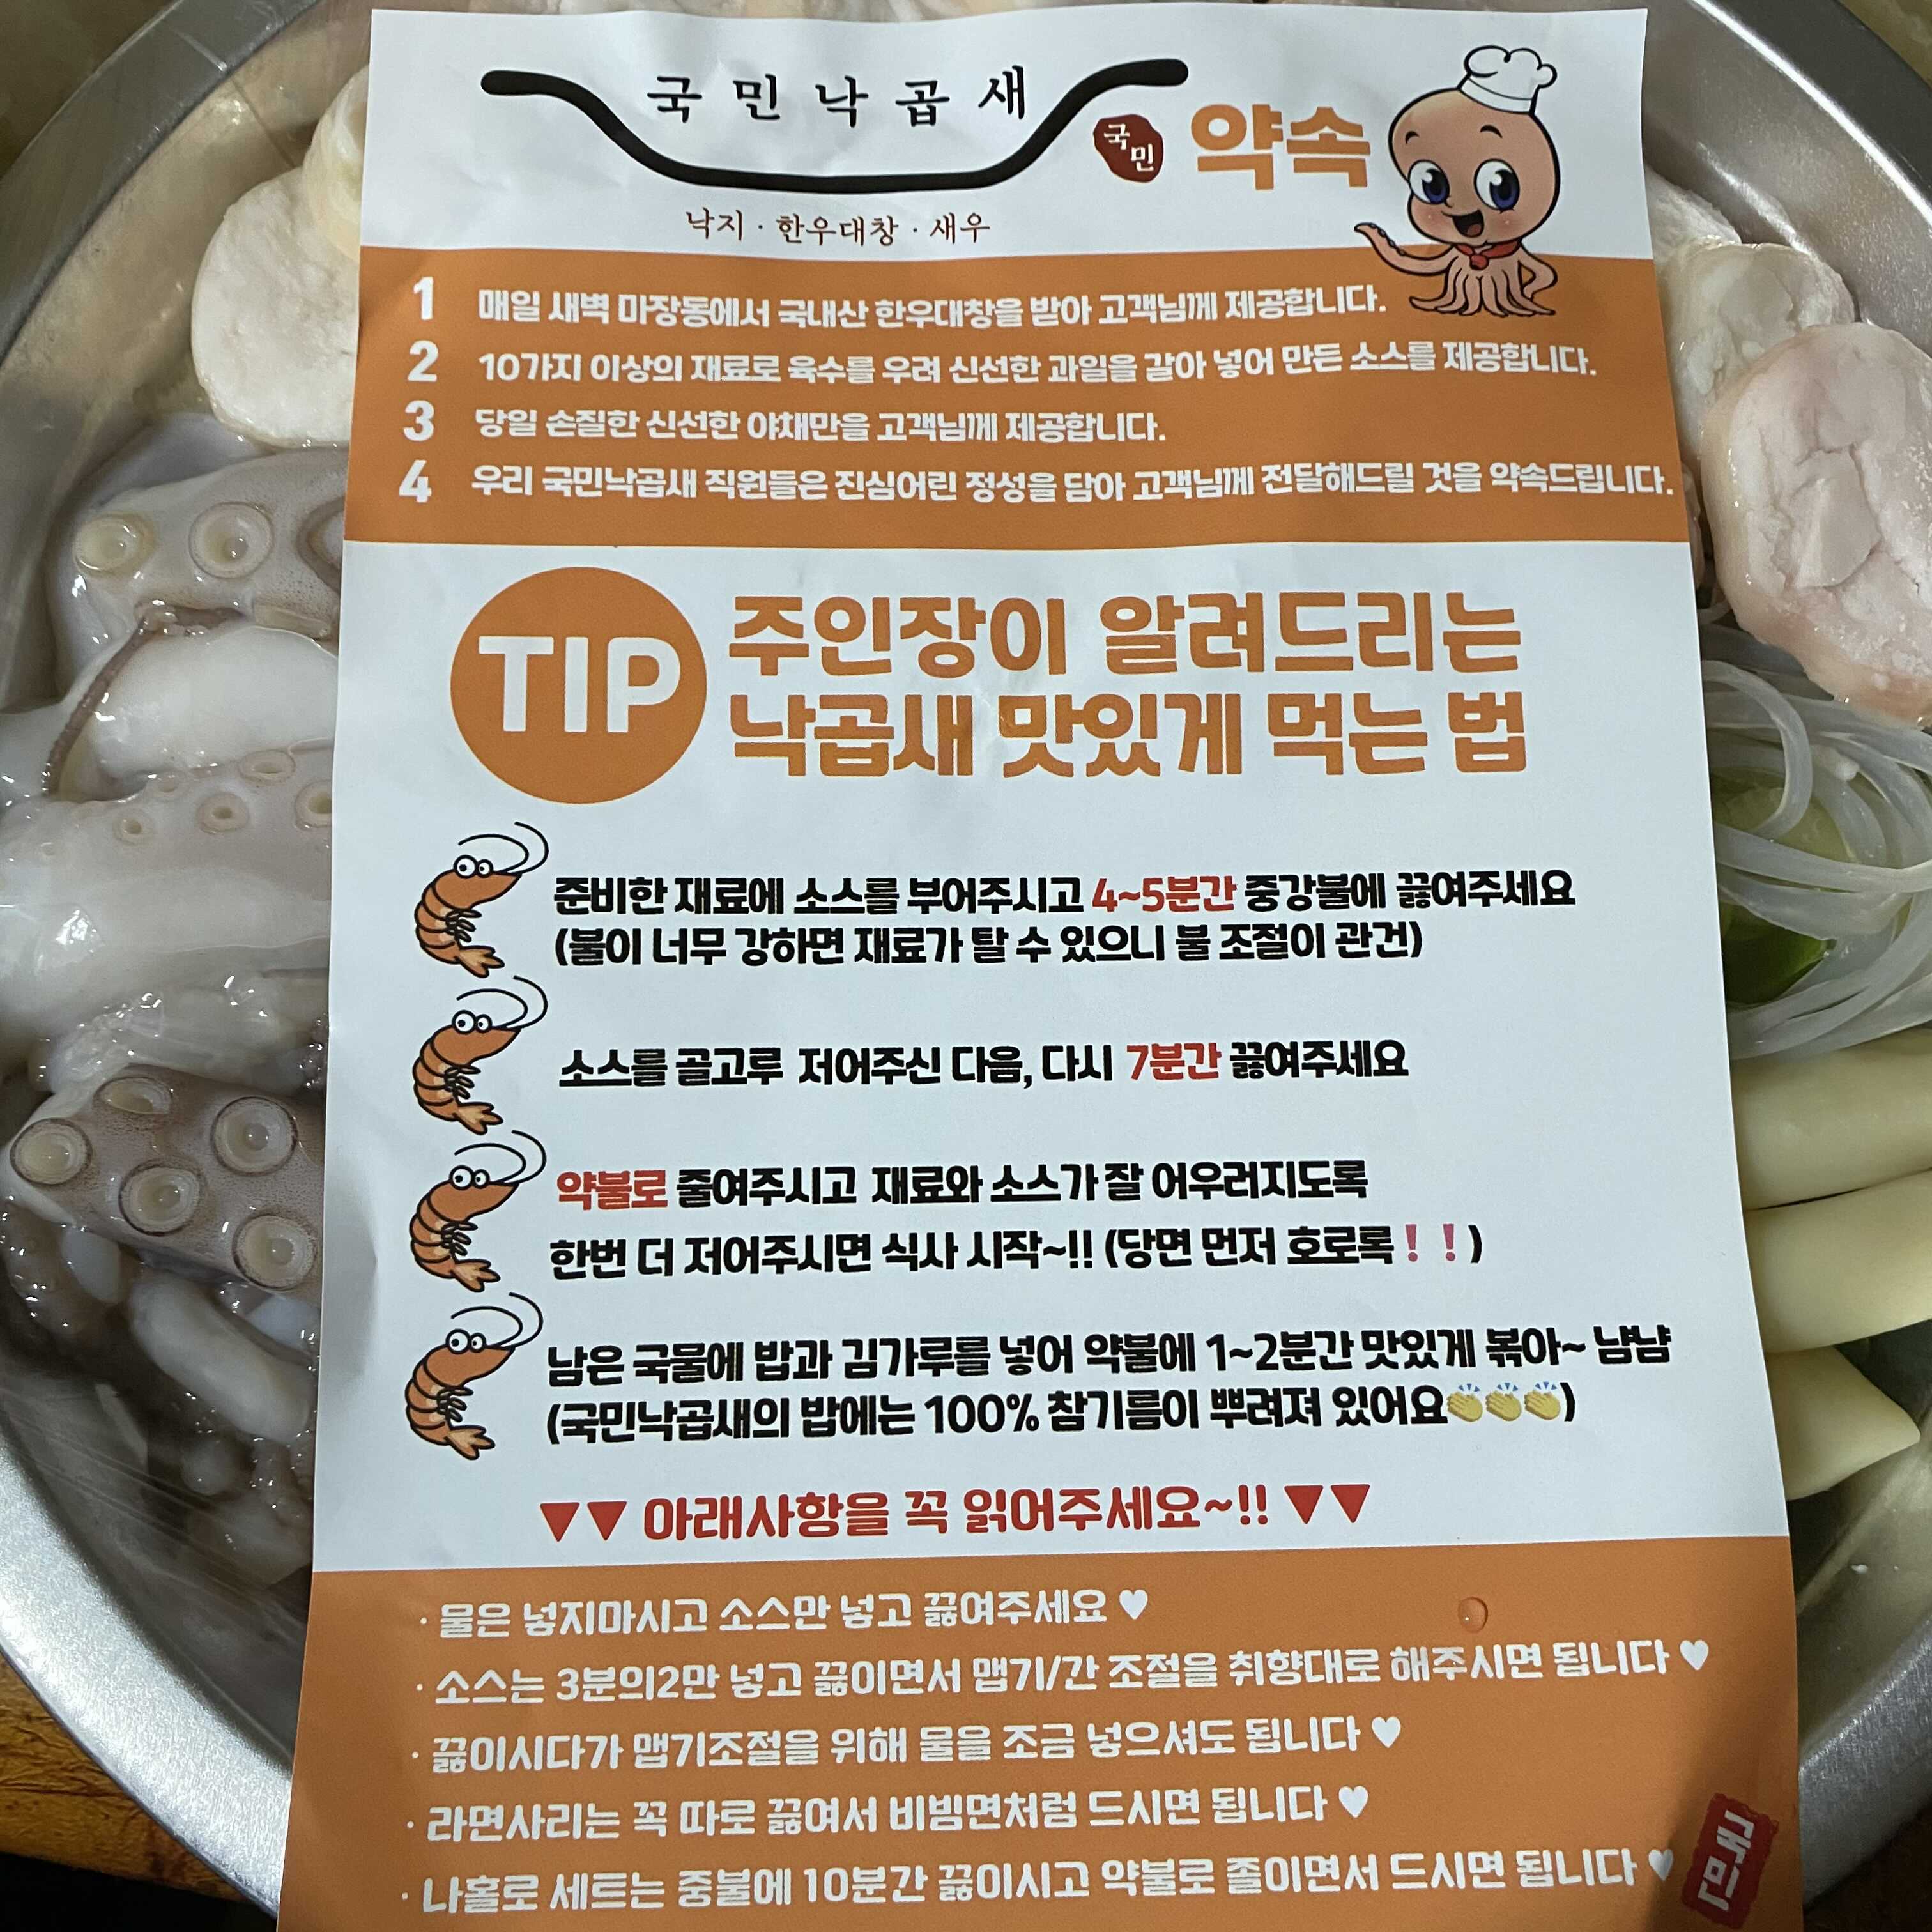 국민낙곱새
국민 약속
낙지 · 한우대창 · 새우
1 매일 새벽 마장동에서 국내산 한우대창을 받아 고객님께 제공합니다.
2 10가지 이상의 재료로 육수를 우려 신선한 과일을 갈아 넣어 만든 소스를 제공합니다.
3 당일 손질한 신선한 야채만을 고객님께 제공합니다.
4 우리 국민낙곱새 직원들은 진심어린 정성을 담아 고객님께 전달해드릴 것을 약속드립니다.
TIP
주인장이 알려드리는
낙곱새 맛있게 먹는 법
준비한 재료에 소스를 부어주시고 4~5분간 중강불에 끓여주세요
(불이 너무 강하면 재료가 탈 수 있으니 불 조절이 관건)
소스를 골고루 저어주신 다음, 다시 7분간 끓여주세요
약불로 줄여주시고 재료와 소스가 잘 어우러지도록
한번 더 저어주시면 식사 시작~!! (당면 먼저 호로록❗❗)
남은 국물에 밥과 김가루를 넣어 약불에 1~2분간 맛있게 볶아~ 냠냠
(국민낙곱새의 밥에는 100% 참기름이 뿌려져 있어요👏👏👏)
▼▼ 아래사항을 꼭 읽어주세요~!! ▼▼
· 물은 넣지마시고 소스만 넣고 끓여주세요 ♥
· 소스는 3분의2만 넣고 끓이면서 맵기/간 조절을 취향대로 해주시면 됩니다 ♥
· 끓이시다가 맵기조절을 위해 물을 조금 넣으셔도 됩니다 ♥
· 라면사리는 꼭 따로 끓여서 비빔면처럼 드시면 됩니다 ♥
· 나홀로 세트는 중불에 10분간 끓이시고 약불로 졸이면서 드시면 됩니다 ♥
국민